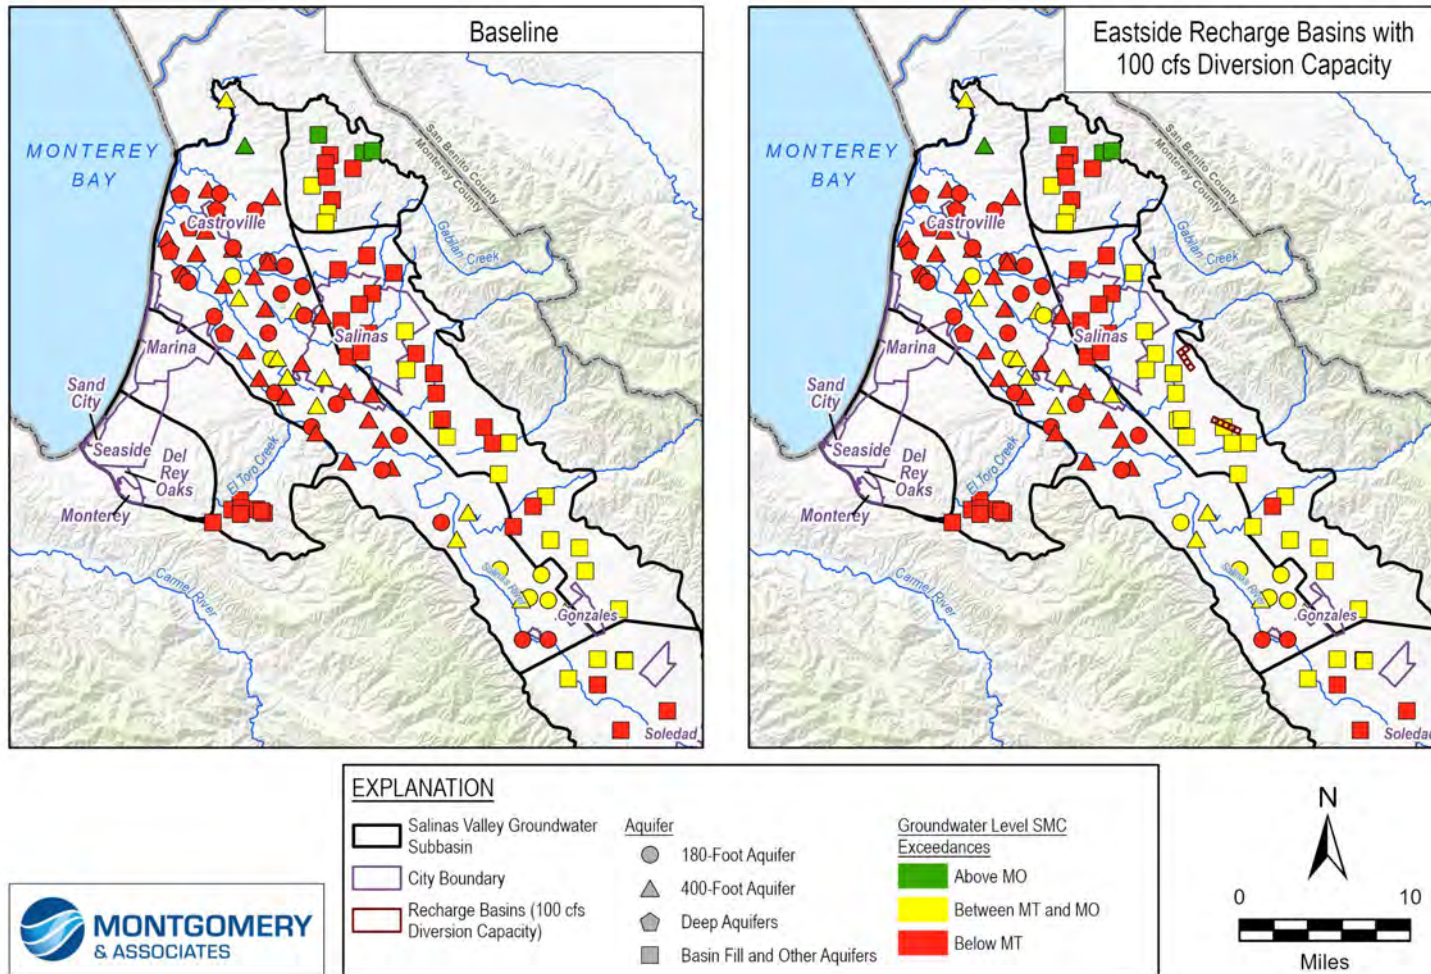 Baseline
MONTEREY
BAY
San Benito County
Monterey County
Castroville
Gabilan Creek
Salinas
Marina
Sand
City
Seaside
Del
Rey
Oaks
Monterey
El Toro Creek
Carmel River
Salinas River
Gonzales
Soledad
Eastside Recharge Basins with
100 cfs Diversion Capacity
MONTEREY
BAY
San Benito County
Monterey County
Castroville
Gabilan Creek
Salinas
Marina
Sand
City
Seaside
Del
Rey
Oaks
Monterey
El Toro Creek
Carmel River
Salinas River
Gonzales
Soledad
EXPLANATION
Salinas Valley Groundwater
Subbasin
City Boundary
Recharge Basins (100 cfs
Diversion Capacity)
Aquifer
180-Foot Aquifer
400-Foot Aquifer
Deep Aquifers
Basin Fill and Other Aquifers
Groundwater Level SMC
Exceedances
Above MO
Between MT and MO
Below MT
N
0 10
Miles
MONTGOMERY
& ASSOCIATES